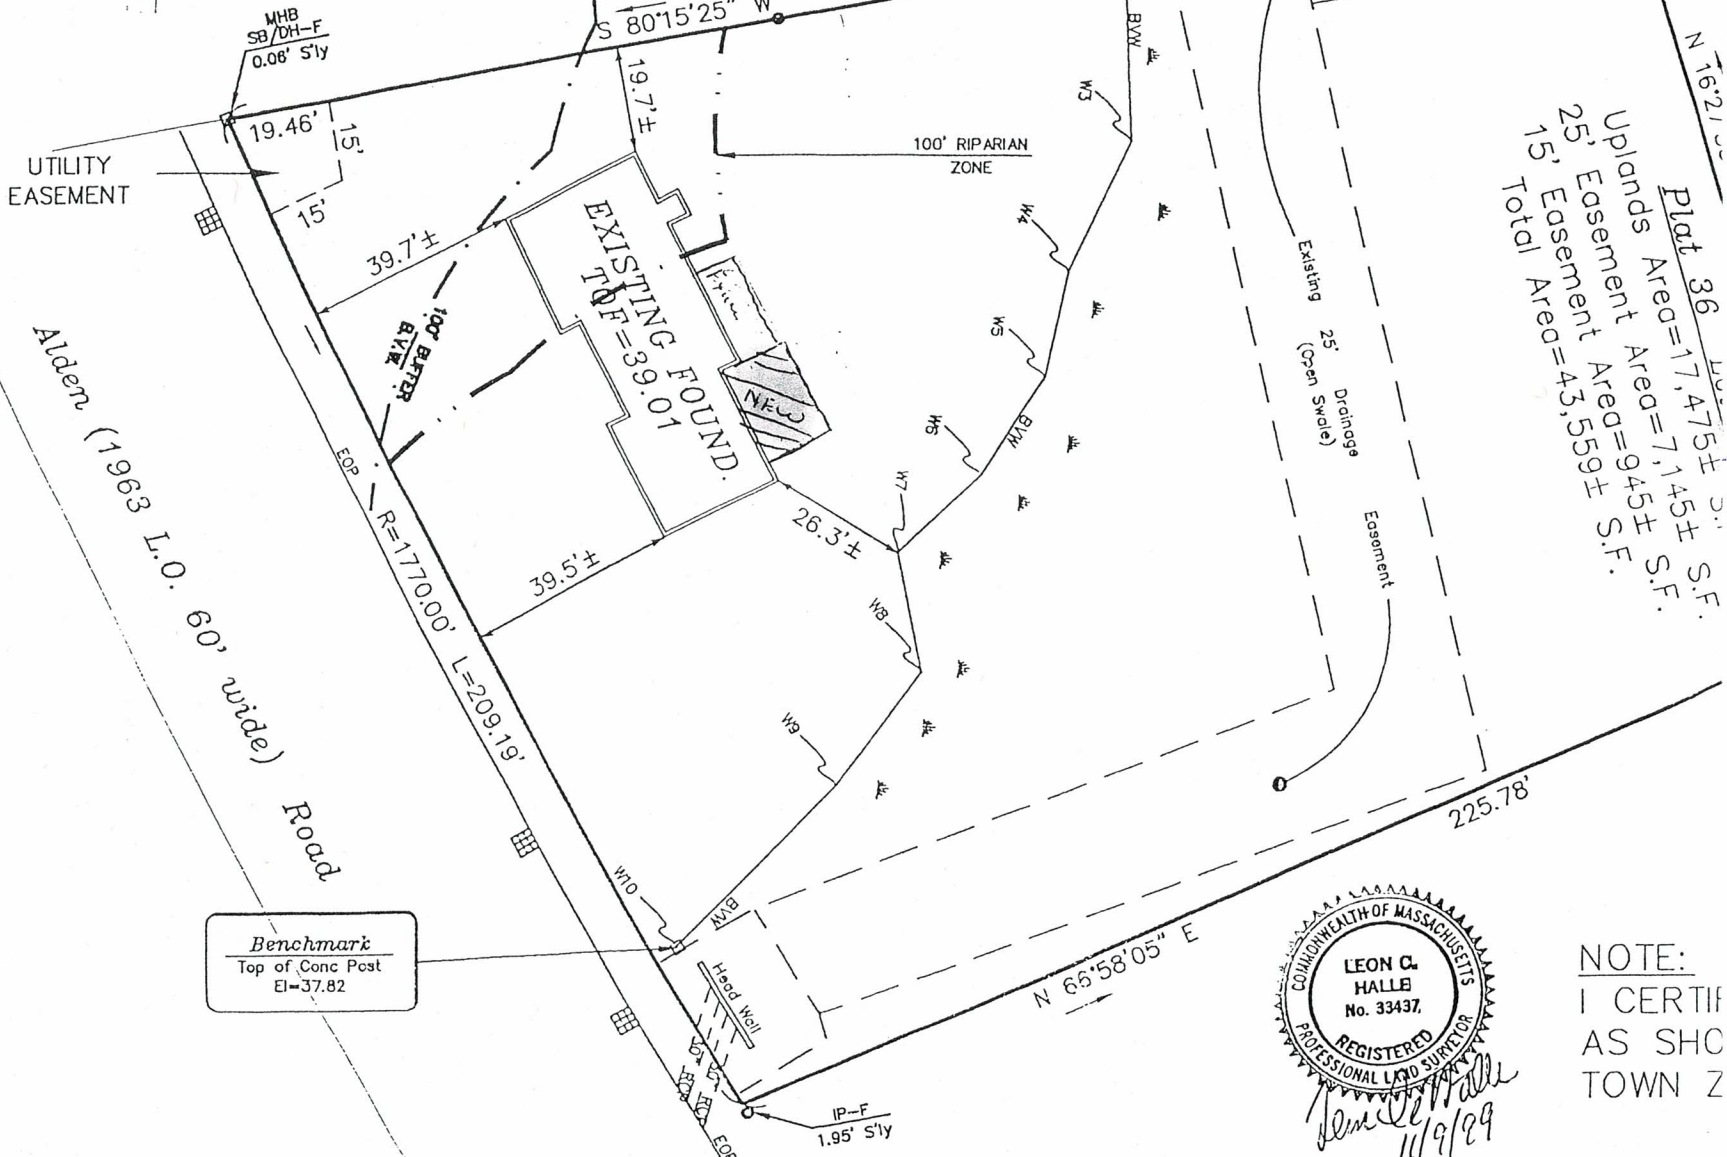 MHB
SB/DH-F
0.06' S'ly
S 80°15'25" W
19.46'
15'
15'
UTILITY
EASEMENT
19.7'±
100' RIPARIAN
ZONE
39.7'±
100' BUFFER
B.V.W.
EXISTING FOUND.
TOF=39.01
NEW
26.3'±
39.5'±
BVW
W3
W4
W5
W6
BVW
W7
W8
W9
W10
BVW
Existing 25' Drainage Easement
(Open Swale)
Plat 36
Uplands Area=17,475± S.F.
25' Easement Area=7,145± S.F.
15' Easement Area=945± S.F.
Total Area=43,559± S.F.
EOP
R=1770.00' L=209.19'
Alden (1963 L.O. 60' wide) Road
Benchmark
Top of Conc Post
El=37.82
Head Wall
RCP
RCP
EOP
IP-F
1.95' S'ly
N 66°58'05" E
225.78'
COMMONWEALTH OF MASSACHUSETTS
LEON C.
HALLE
No. 33437
REGISTERED
PROFESSIONAL LAND SURVEYOR
11/9/99
NOTE:
I CERTIF
AS SHO
TOWN Z